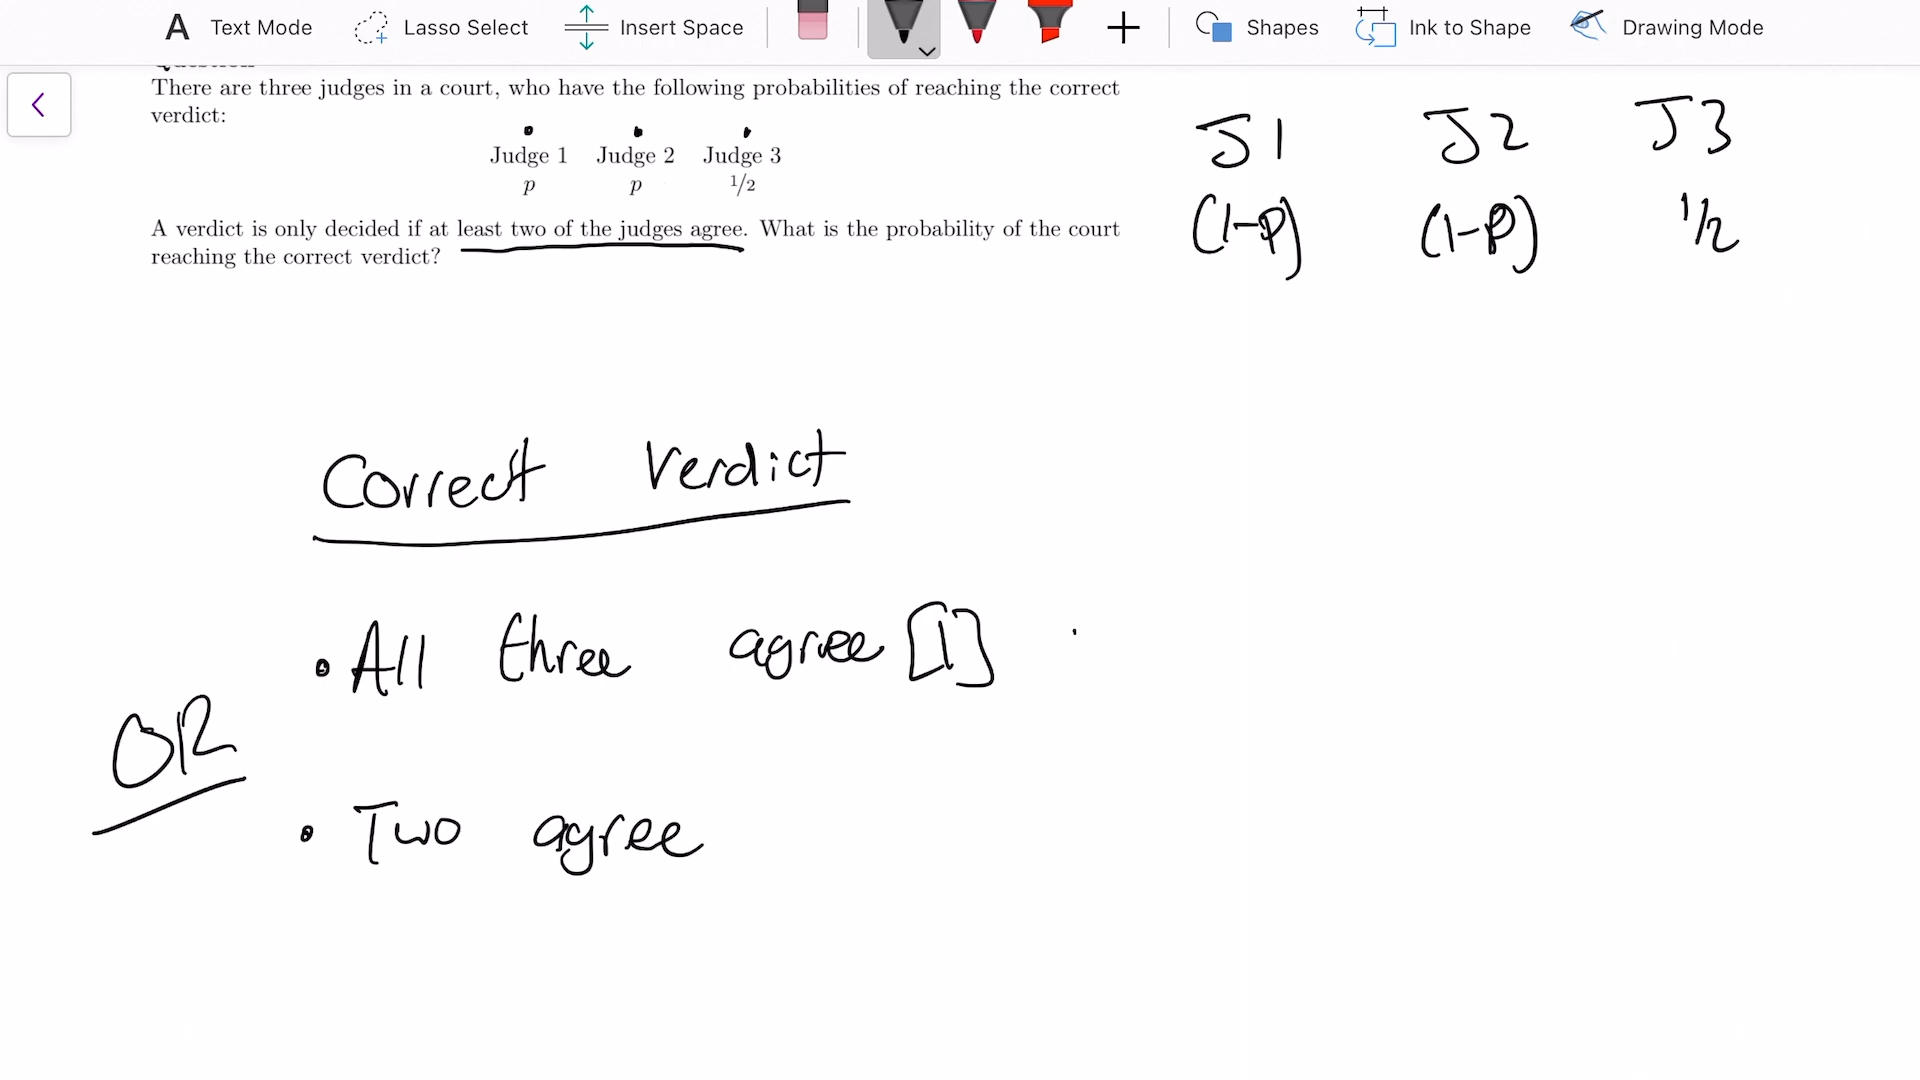 Text Mode Lasso Select Insert Space Shapes Ink to Shape Drawing Mode
There are three judges in a court, who have the following probabilities of reaching the correct
verdict:
Judge 1 Judge 2 Judge 3
p p 1/2
A verdict is only decided if at least two of the judges agree. What is the probability of the court
reaching the correct verdict?
J1 J2 J3
(1-p) (1-p) 1/2
Correct Verdict
• All three agree [1]
OR
• Two agree